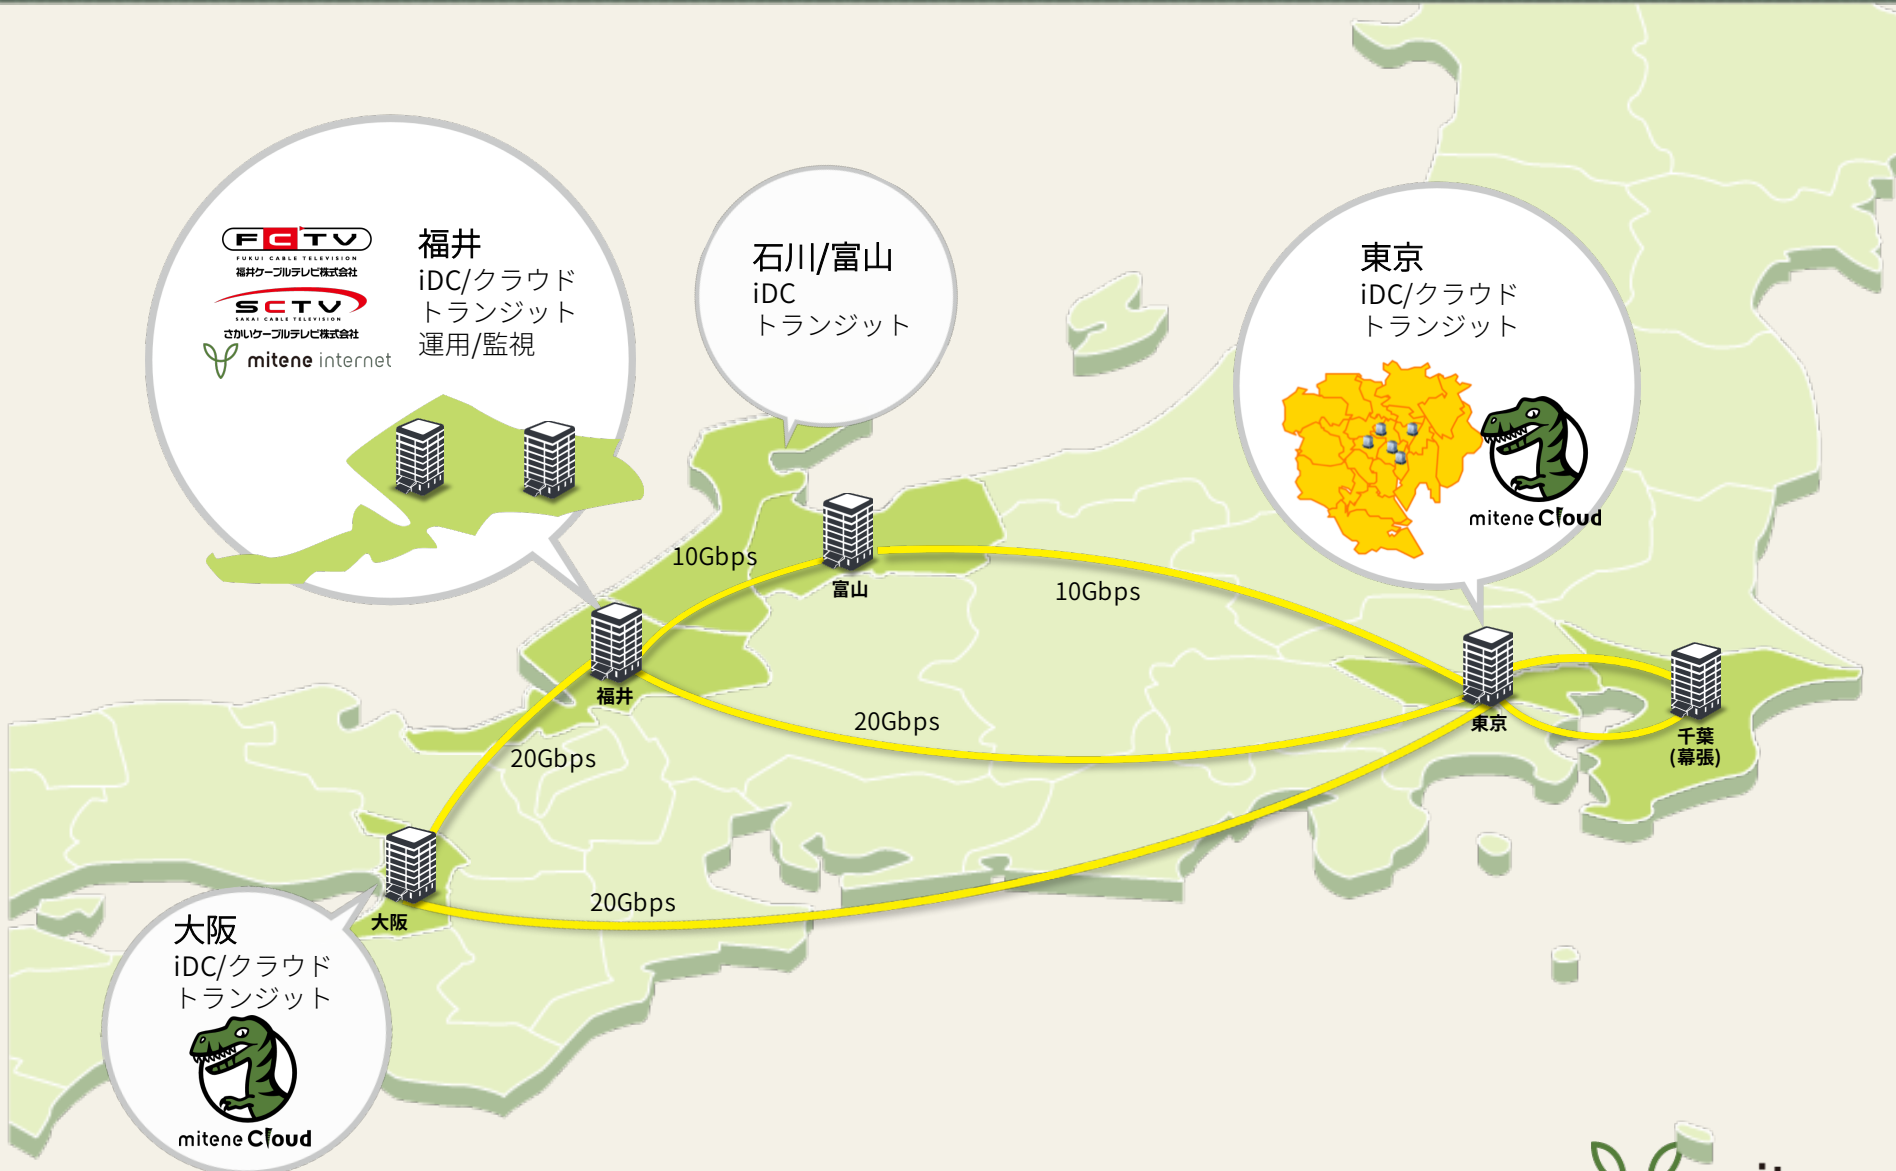 FCTV
FUKUI CABLE TELEVISION
福井ケーブルテレビ株式会社
SCTV
SAKAI CABLE TELEVISION
さかいケーブルテレビ株式会社
mitene internet
福井
iDC/クラウド
トランジット
運用/監視
石川/富山
iDC
トランジット
東京
iDC/クラウド
トランジット
mitene Cloud
10Gbps
富山
10Gbps
福井
20Gbps
東京
千葉
(幕張)
20Gbps
大阪
20Gbps
大阪
iDC/クラウド
トランジット
mitene Cloud